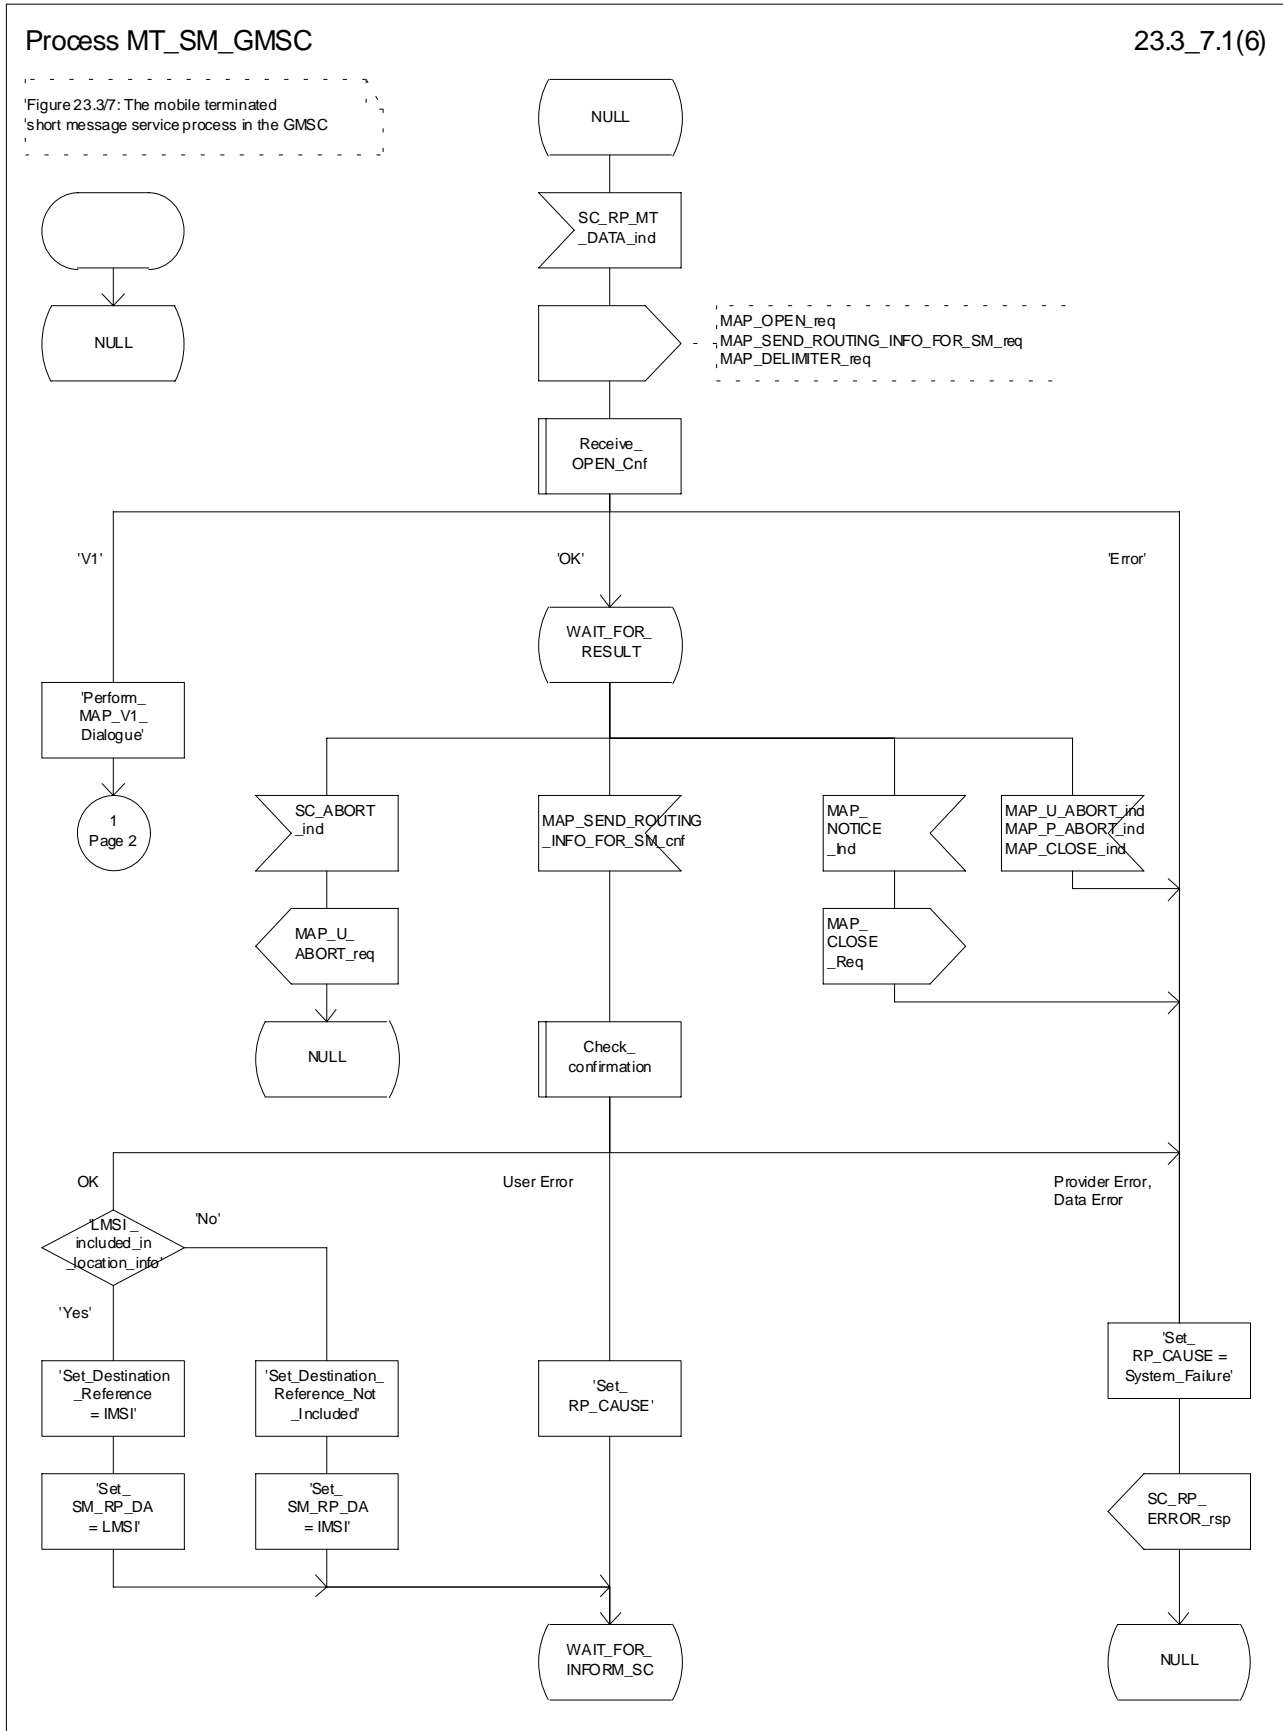 Process MT_SM_GMSC
23.3_7.1(6)
'Figure 23.3/7: The mobile terminated
'short message service process in the GMSC
NULL
SC_RP_MT
_DATA_ind
NULL
MAP_OPEN_req
MAP_SEND_ROUTING_INFO_FOR_SM_req
MAP_DELIMITER_req
Receive_
OPEN_Cnf
'V1'
'OK'
'Error'
WAIT_FOR_
RESULT
'Perform_
MAP_V1_
Dialogue'
1
Page 2
SC_ABORT
_ind
MAP_SEND_ROUTING
_INFO_FOR_SM_cnf
MAP_
NOTICE
_Ind
MAP_U_ABORT_ind
MAP_P_ABORT_ind
MAP_CLOSE_ind
MAP_U_
ABORT_req
MAP_
CLOSE
_Req
NULL
Check_
confirmation
OK
User Error
Provider Error,
Data Error
'LMSI_
included_in
_location_info'
'No'
'Yes'
'Set_Destination
_Reference
= IMSI'
'Set_Destination_
Reference_Not
_Included'
'Set_
RP_CAUSE'
'Set_
RP_CAUSE =
System_Failure'
'Set_
SM_RP_DA
= LMSI'
'Set_
SM_RP_DA
= IMSI'
SC_RP_
ERROR_rsp
WAIT_FOR_
INFORM_SC
NULL